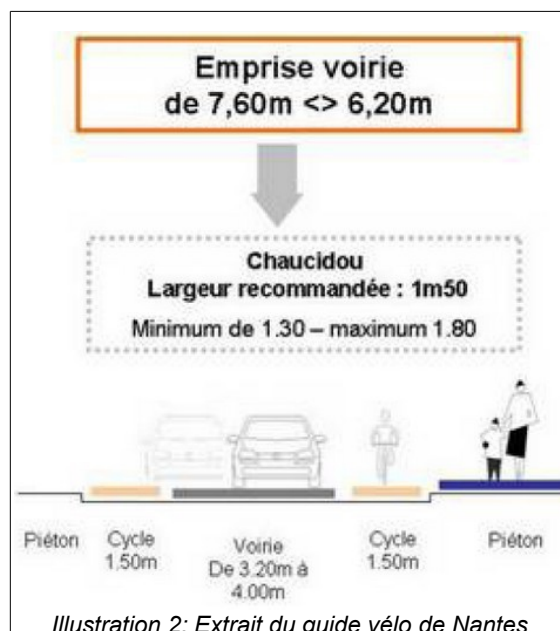 Emprise voirie
de 7,60m <> 6,20m
Chaucidou
Largeur recommandée : 1m50
Minimum de 1.30 – maximum 1.80
Piéton
Cycle
1,50m
Voirie
De 3.20m à
4.00m
Cycle
1.50m
Piéton
Illustration 2: Extrait du guide vélo de Nantes